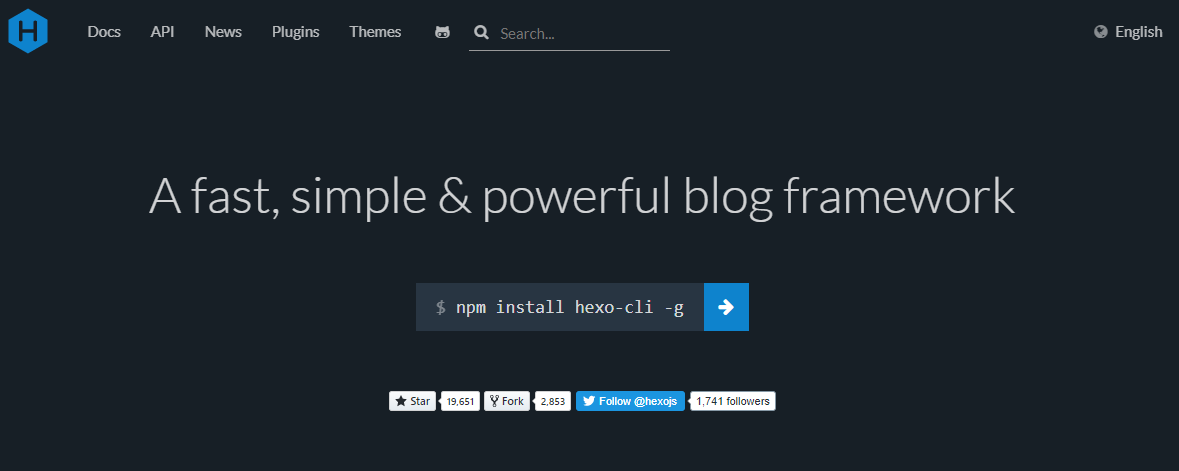 H Docs API News Plugins Themes Search... English
A fast, simple & powerful blog framework
$ npm install hexo-cli -g
Star 19,651 Fork 2,853 Follow @hexojs 1,741 followers